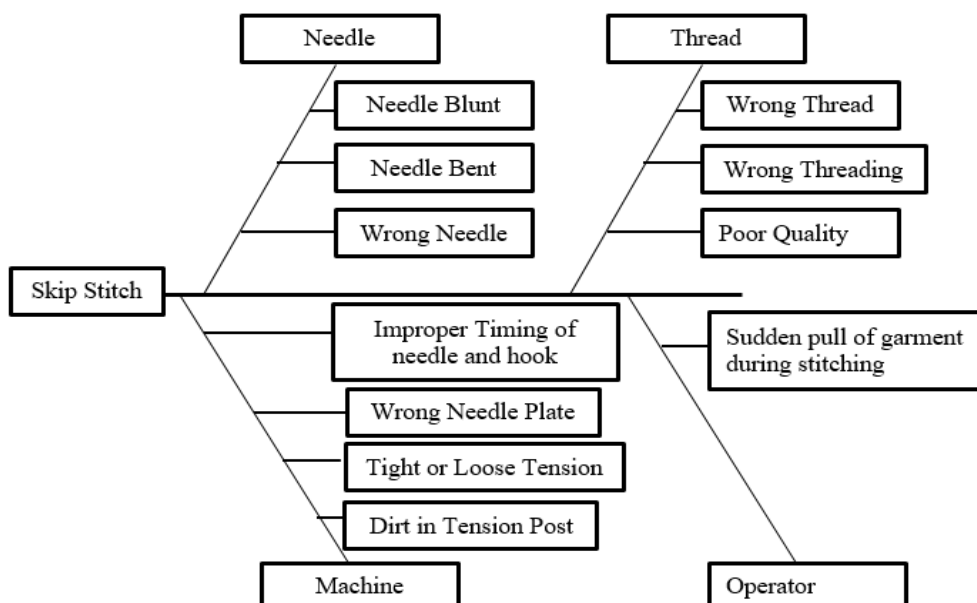 Needle
Thread
Needle Blunt
Wrong Thread
Needle Bent
Wrong Threading
Wrong Needle
Poor Quality
Skip Stitch
Improper Timing of
needle and hook
Sudden pull of garment
during stitching
Wrong Needle Plate
Tight or Loose Tension
Dirt in Tension Post
Machine
Operator